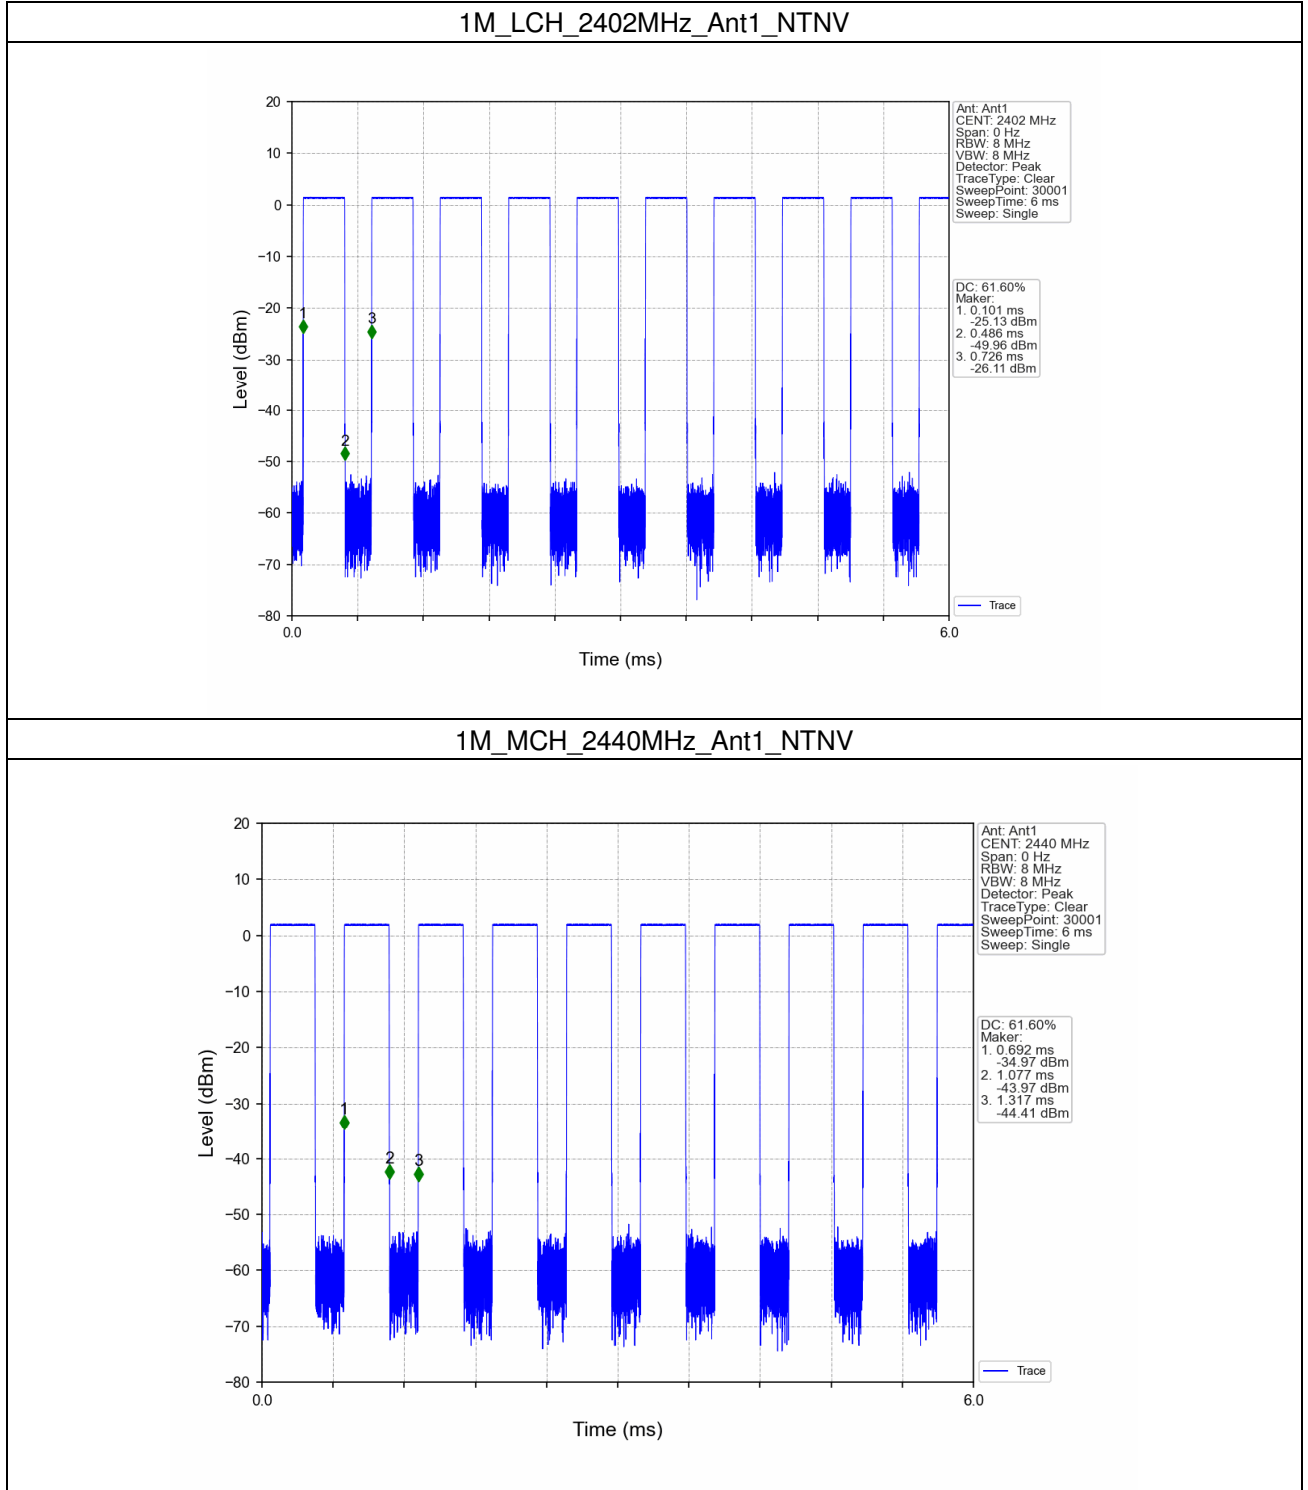 1M_LCH_2402MHz_Ant1_NTNV
20
10
0
−10
−20
−30
−40
−50
−60
−70
−80
Level (dBm)
0.0
6.0
Time (ms)
1
2
3
Ant: Ant1
CENT: 2402 MHz
Span: 0 Hz
RBW: 8 MHz
VBW: 8 MHz
Detector: Peak
TraceType: Clear
SweepPoint: 30001
SweepTime: 6 ms
Sweep: Single
DC: 61.60%
Maker:
1. 0.101 ms
-25.13 dBm
2. 0.486 ms
-49.96 dBm
3. 0.726 ms
-26.11 dBm
Trace
1M_MCH_2440MHz_Ant1_NTNV
20
10
0
−10
−20
−30
−40
−50
−60
−70
−80
Level (dBm)
0.0
6.0
Time (ms)
1
2
3
Ant: Ant1
CENT: 2440 MHz
Span: 0 Hz
RBW: 8 MHz
VBW: 8 MHz
Detector: Peak
TraceType: Clear
SweepPoint: 30001
SweepTime: 6 ms
Sweep: Single
DC: 61.60%
Maker:
1. 0.692 ms
-34.97 dBm
2. 1.077 ms
-43.97 dBm
3. 1.317 ms
-44.41 dBm
Trace